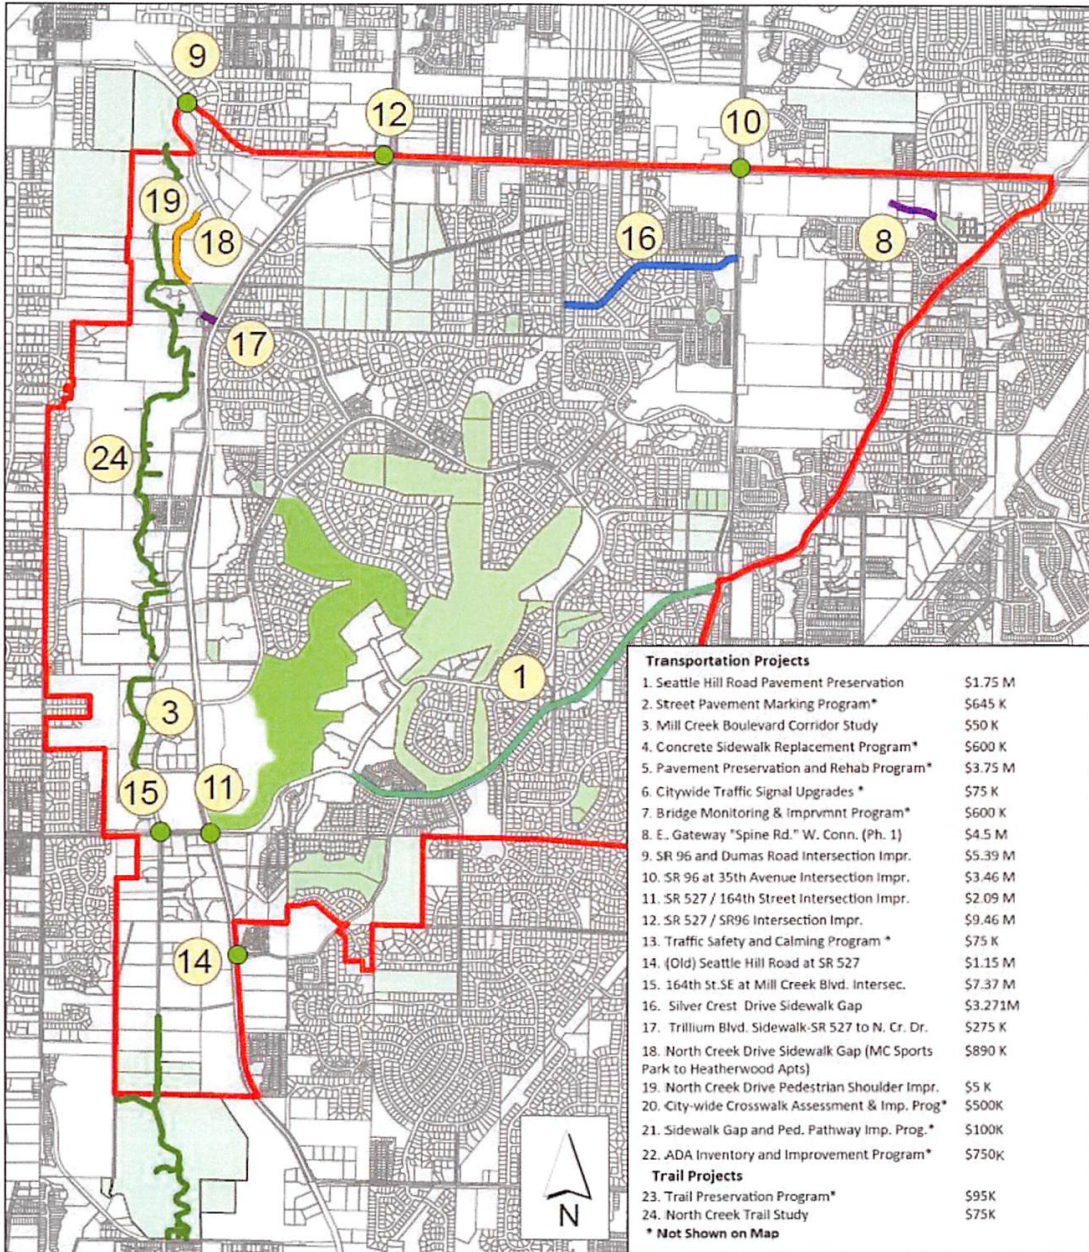 9
12
10
19
18
16
8
17
24
1
3
15
11
14
N
Transportation Projects
1. Seattle Hill Road Pavement Preservation $1.75 M
2. Street Pavement Marking Program* $645 K
3. Mill Creek Boulevard Corridor Study $50 K
4. Concrete Sidewalk Replacement Program* $600 K
5. Pavement Preservation and Rehab Program* $3.75 M
6. Citywide Traffic Signal Upgrades * $75 K
7. Bridge Monitoring & Imprvmnt Program* $600 K
8. E. Gateway "Spine Rd." W. Conn. (Ph. 1) $4.5 M
9. SR 96 and Dumas Road Intersection Impr. $5.39 M
10. SR 96 at 35th Avenue Intersection Impr. $3.46 M
11. SR 527 / 164th Street Intersection Impr. $2.09 M
12. SR 527 / SR96 Intersection Impr. $9.46 M
13. Traffic Safety and Calming Program * $75 K
14. (Old) Seattle Hill Road at SR 527 $1.15 M
15. 164th St.SE at Mill Creek Blvd. Intersec. $7.37 M
16. Silver Crest Drive Sidewalk Gap $3.271M
17. Trillium Blvd. Sidewalk-SR 527 to N. Cr. Dr. $275 K
18. North Creek Drive Sidewalk Gap (MC Sports $890 K
Park to Heatherwood Apts)
19. North Creek Drive Pedestrian Shoulder Impr. $5 K
20. City-wide Crosswalk Assessment & Imp. Prog* $500K
21. Sidewalk Gap and Ped. Pathway Imp. Prog.* $100K
22. ADA Inventory and Improvement Program* $750K
Trail Projects
23. Trail Preservation Program* $95K
24. North Creek Trail Study $75K
* Not Shown on Map